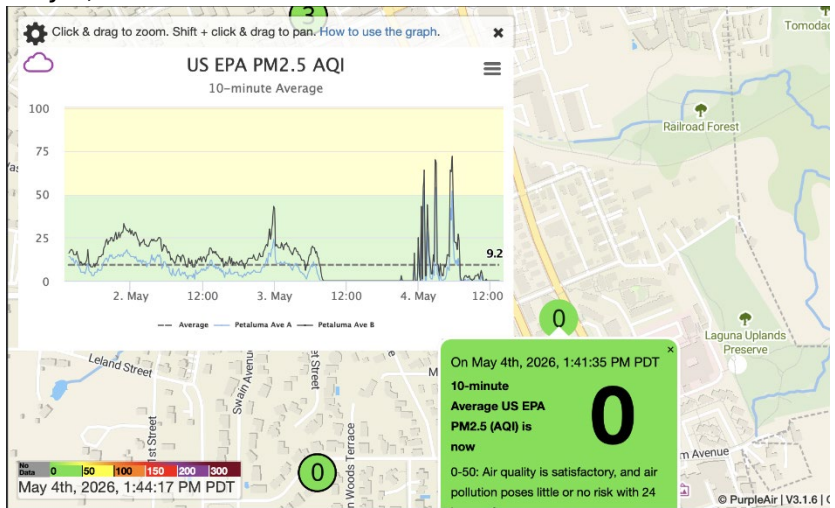 3
Click & drag to zoom. Shift + click & drag to pan. How to use the graph.
×
US EPA PM2.5 AQI
10-minute Average
100
75
50
25
0
9.2
2. May
12:00
3. May
12:00
4. May
12:00
Average
Petaluma Ave A
Petaluma Ave B
Railroad Forest
0
Laguna Uplands
Preserve
Leland Street
Swain Avenue
1st Street
n Woods Terrace
0
On May 4th, 2026, 1:41:35 PM PDT
×
10-minute
Average US EPA
PM2.5 (AQI) is
now
0
0-50: Air quality is satisfactory, and air
pollution poses little or no risk with 24
No
Data
0
50
100
150
200
300
May 4th, 2026, 1:44:17 PM PDT
Avenue
© PurpleAir | V3.1.6 |